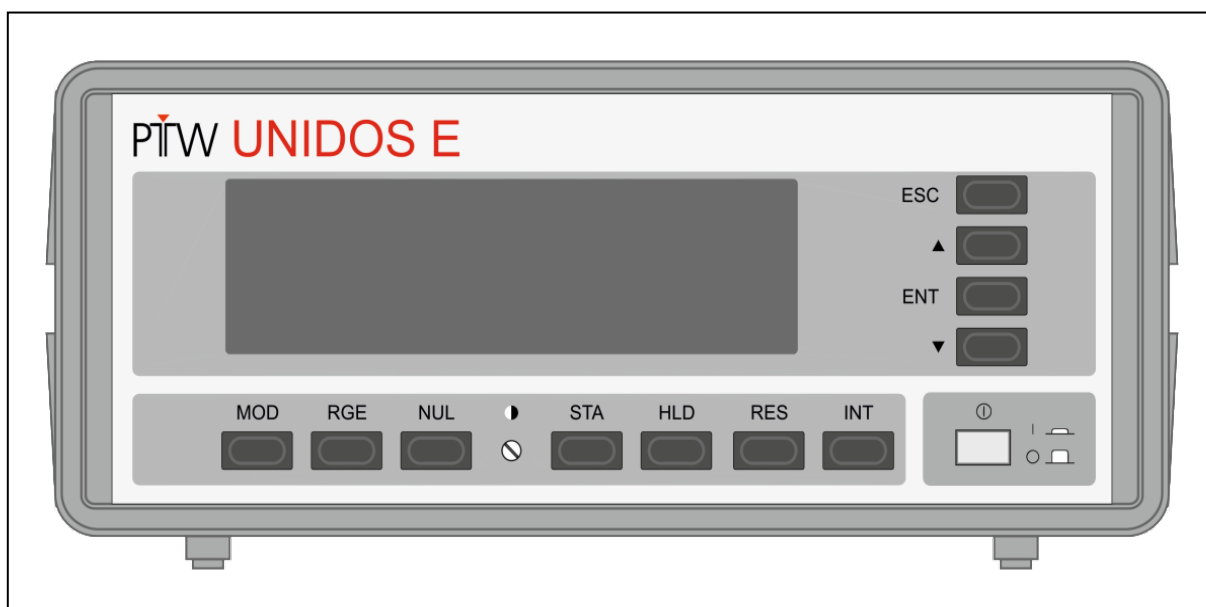 PTW UNIDOS E
ESC
▲
ENT
▼
MOD RGE NUL STA HLD RES INT